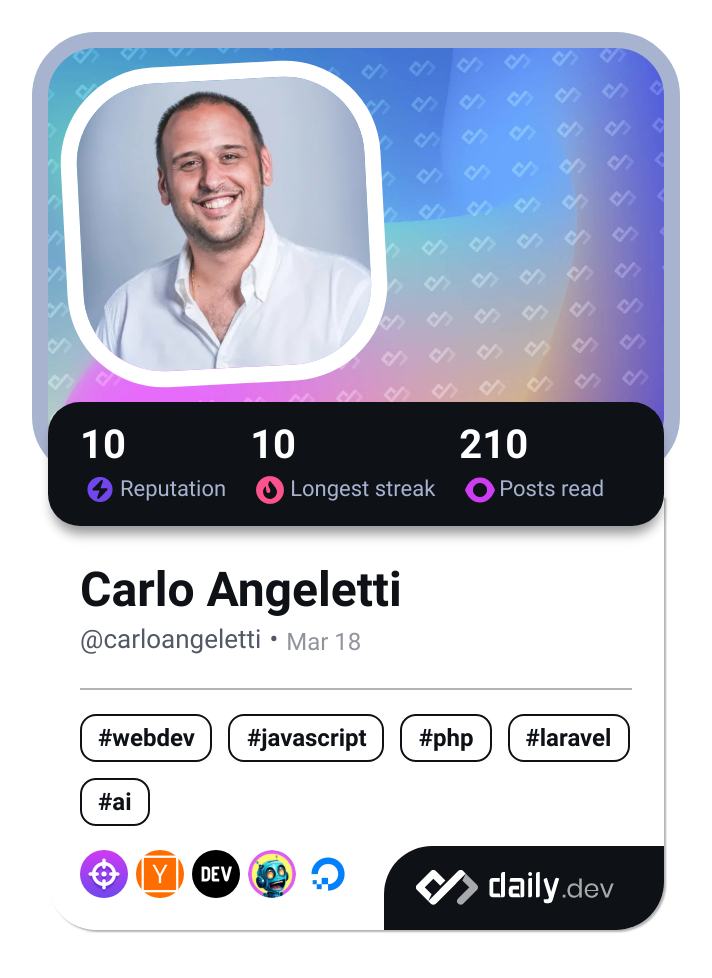 10 10 210
Reputation Longest streak Posts read
Carlo Angeletti
@carloangeletti • Mar 18
#webdev #javascript #php #laravel
#ai
Y DEV
daily.dev